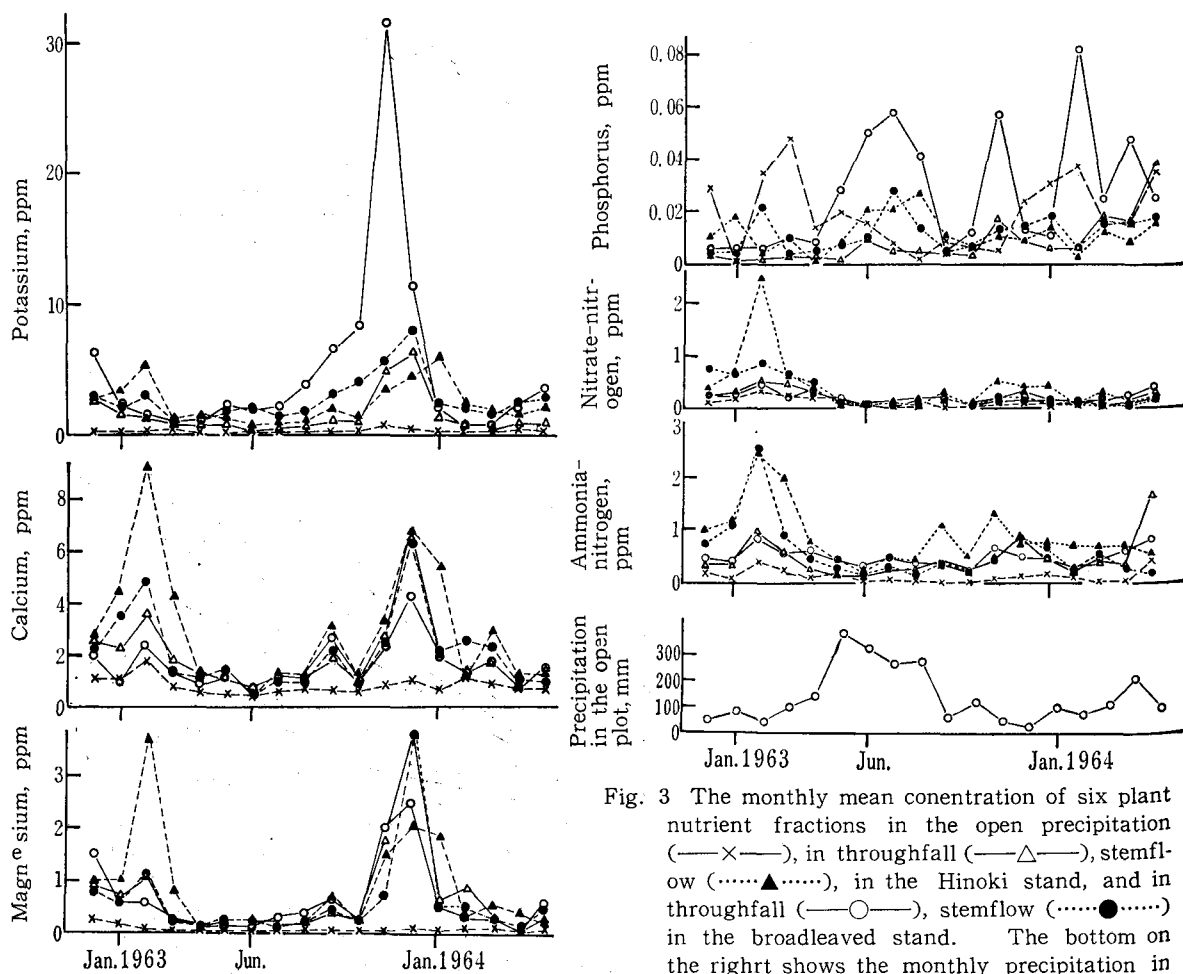 30
20
10
0
Potassium, ppm
8
6
4
2
0
Calcium, ppm
3
2
1
0
Magne sium, ppm
Jan.1963 Jun. Jan.1964
0.08
0.06
0.04
0.02
0
Phosphorus, ppm
2
1
0
Nitrate-nitr-
ogen, ppm
3
2
1
0
Ammonia-
nitrogen,
ppm
300
200
100
0
Precipitation
in the open
plot, mm
Jan.1963 Jun. Jan.1964
Fig. 3 The monthly mean conentration of six plant
nutrient fractions in the open precipitation
(—×—), in throughfall (—△—), stemfl-
ow (·····▲·····), in the Hinoki stand, and in
throughfall (—○—), stemflow (·····●·····)
in the broadleaved stand. The bottom on
the righrt shows the monthly precipitation in